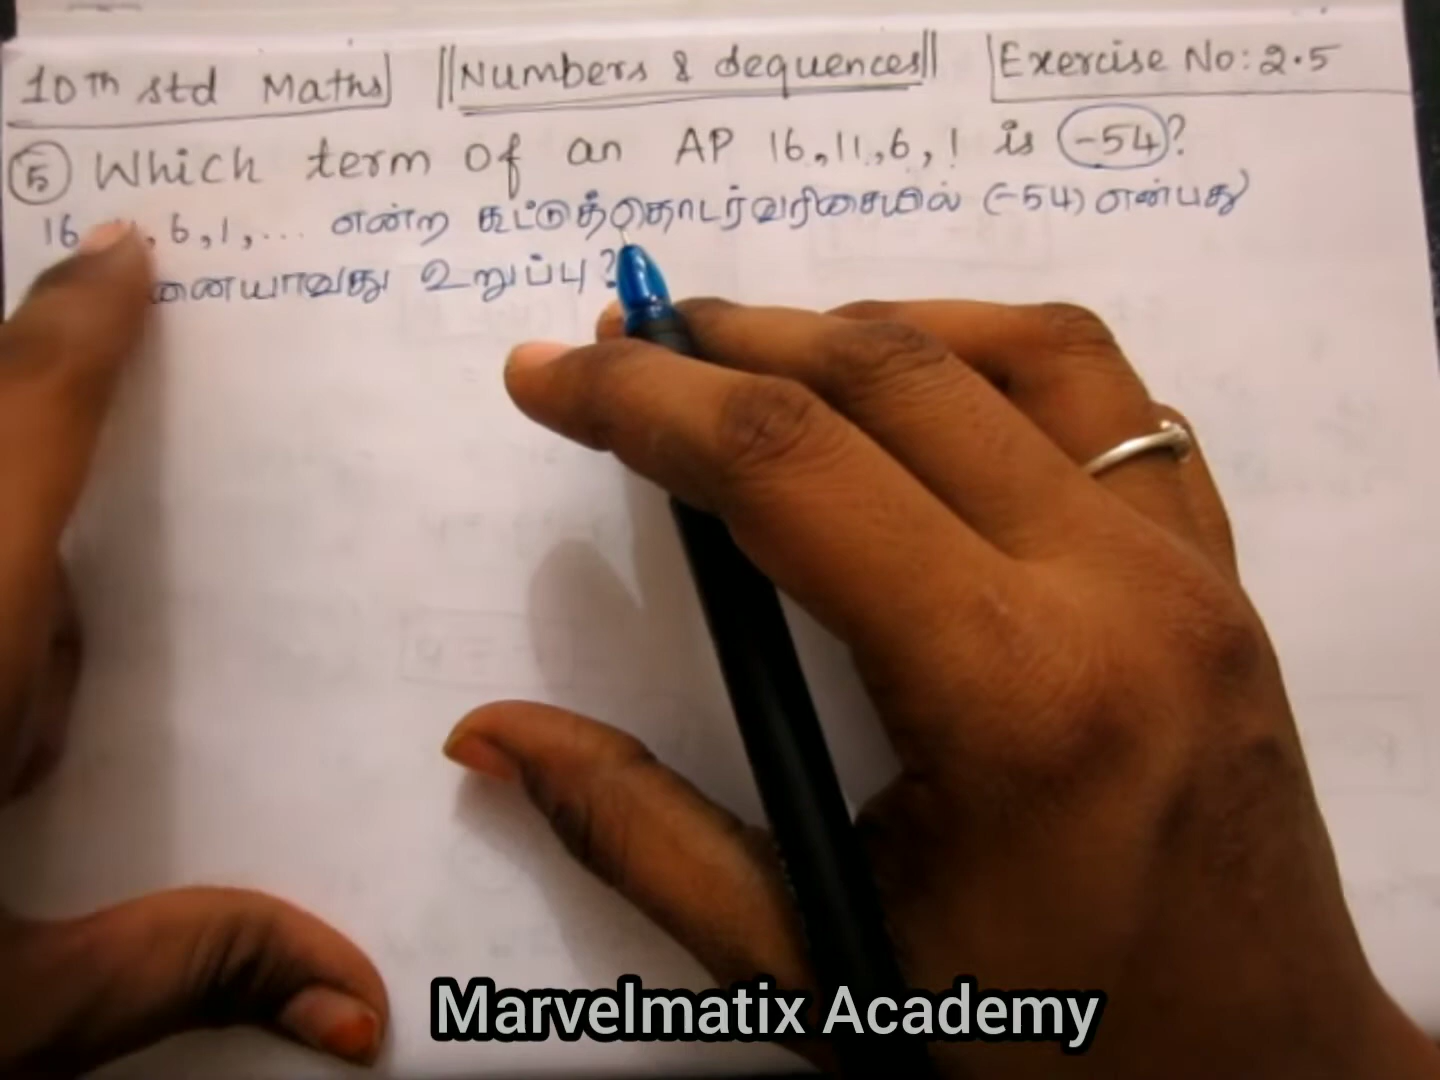 10Th std Maths || Numbers & sequences || Exercise No: 2.5
5 Which term of an AP 16, 11, 6, 1 is -54?
16 , 6, 1, ... என்ற கூட்டுத்தொடர்வரிசையில் (-54) என்பது
உறுப்பு?
Marvelmatix Academy